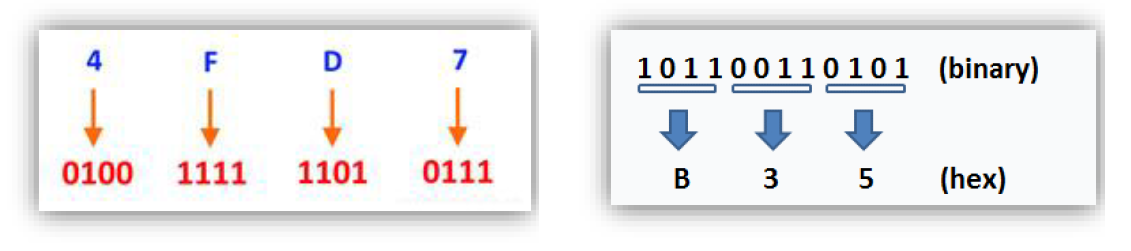 4 F D 7
0100 1111 1101 0111
1 0 1 1 0 0 1 1 0 1 0 1 (binary)
B 3 5 (hex)